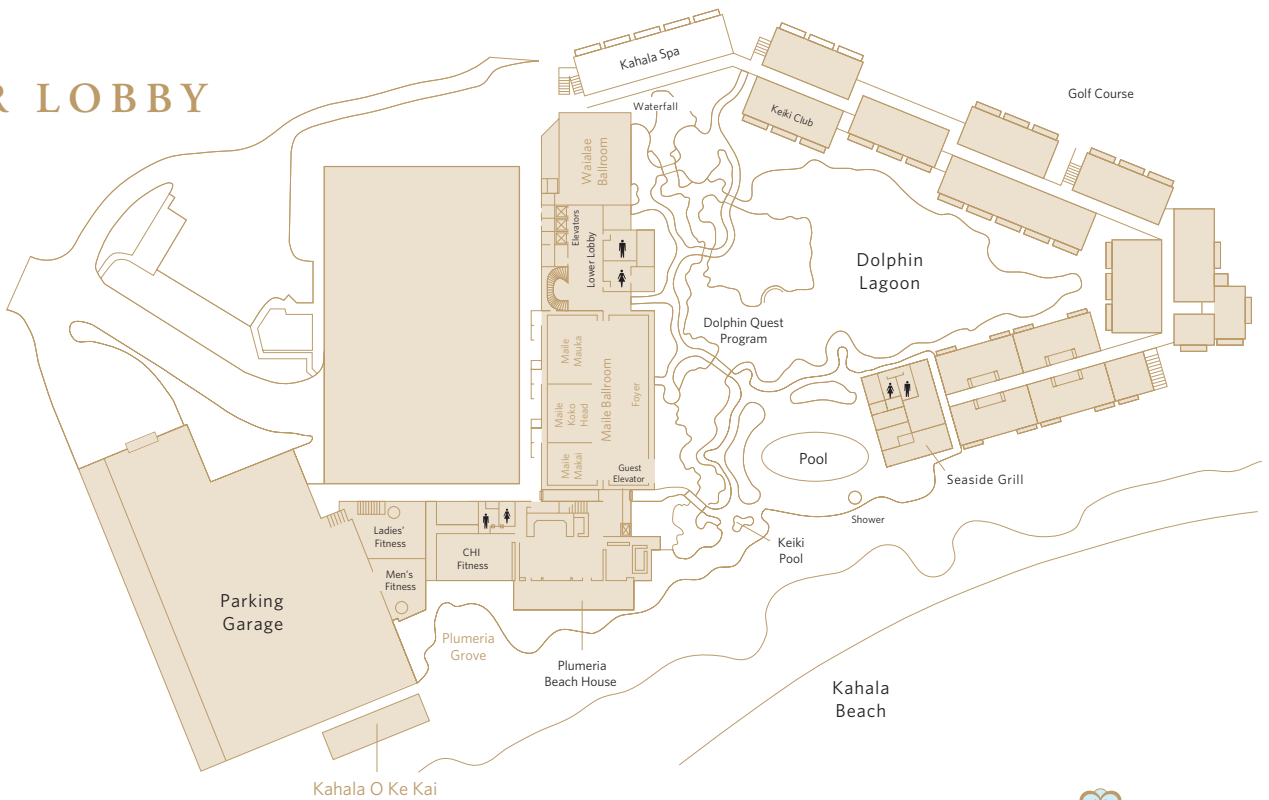 R LOBBY
Kahala Spa
Waterfall
Keiki Club
Golf Course
Waialae
Ballroom
Elevators
Lower Lobby
Dolphin
Lagoon
Dolphin Quest
Program
Maile
Mauka
Maile
Koko
Head
Maile
Makai
Maile Ballroom
Foyer
Guest
Elevator
Pool
Seaside Grill
Shower
Keiki
Pool
Ladies'
Fitness
CHI
Fitness
Men's
Fitness
Parking
Garage
Plumeria
Grove
Plumeria
Beach House
Kahala
Beach
Kahala O Ke Kai